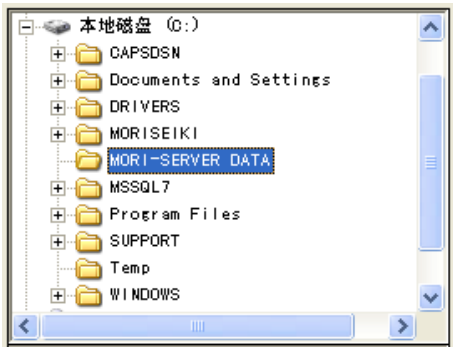 本地磁盘 (C:)
CAPSDSN
Documents and Settings
DRIVERS
MORISEIKI
MORI-SERVER DATA
MSSQL7
Program Files
SUPPORT
Temp
WINDOWS